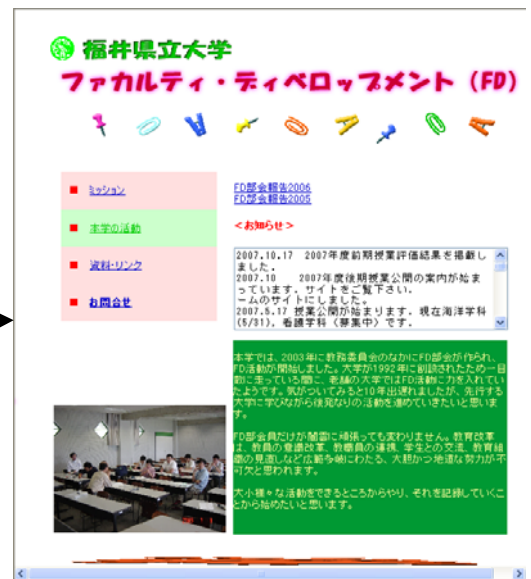 福井県立大学
ファカルティ・ディベロップメント（FD）
ミッション
本学の活動
資料・リンク
お問合せ
FD部会報告2006
FD部会報告2005
＜お知らせ＞
2007.10.17 2007年度前期授業評価結果を掲載し
ました．
2007.10 2007年度後期授業公開の案内が始ま
っています．サイトをご覧下さい．
ームのサイトにしました．
2007.5.17 授業公開が始まります．現在海洋学科
(5/31)，看護学科（募集中）です．
本学では、2003年に教務委員会のなかにFD部会が作られ、
FD活動が開始しました。大学が1992年に創設されたため一目
散に走っている間に、老舗の大学ではFD活動に力を入れてい
たようです。気がついてみると10年出遅れましたが、先行する
大学に学びながら後発なりの活動を進めていきたいと思いま
す。
FD部会員だけが闇雲に頑張っても変わりません。教育改革
は、教員の意識改革、教職員の連携、学生との交流、教育組
織の見直しなど広範多岐にわたる、大胆かつ地道な努力が不
可欠と思われます。
大小様々な活動をできるところからやり、それを記録していくこ
とから始めたいと思います。